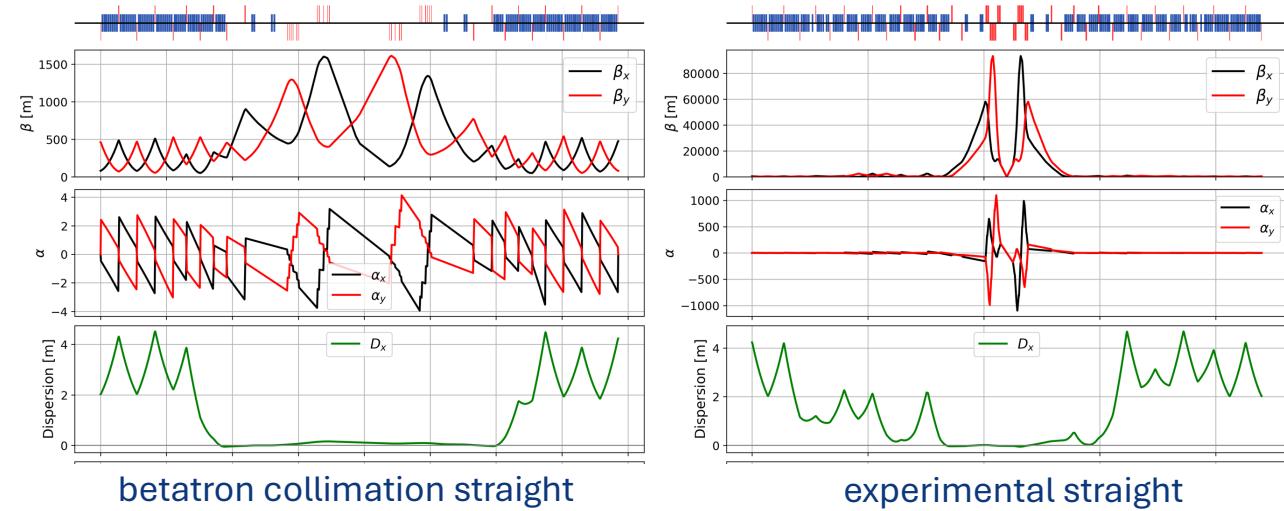 1500
1000
500
0
β [m]
βx
βy
4
2
0
−2
−4
α
αx
αy
4
2
0
Dispersion [m]
Dx
betatron collimation straight
80000
60000
40000
20000
0
β [m]
βx
βy
1000
500
0
−500
−1000
α
αx
αy
4
2
0
Dispersion [m]
Dx
experimental straight